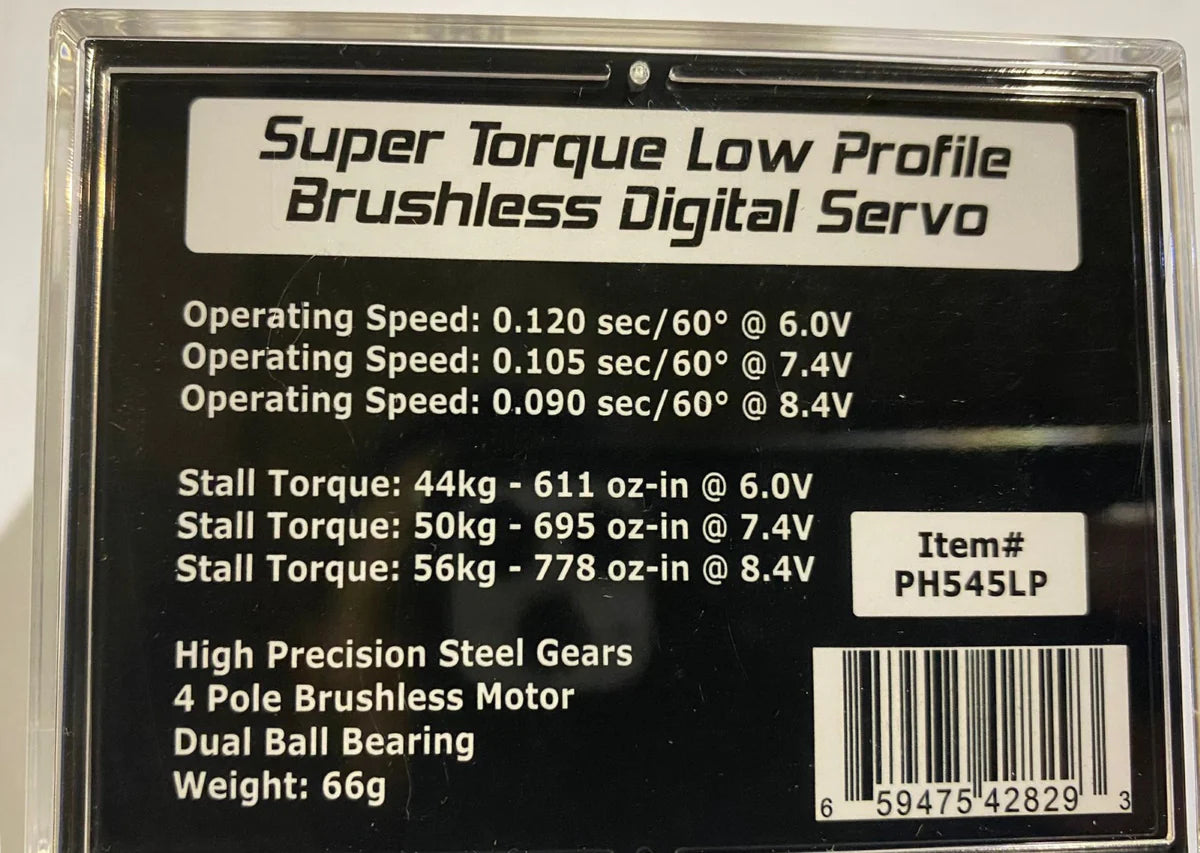 Super Torque Low Profile
Brushless Digital Servo
Operating Speed: 0.120 sec/60° @ 6.0V
Operating Speed: 0.105 sec/60° @ 7.4V
Operating Speed: 0.090 sec/60° @ 8.4V
Stall Torque: 44kg - 611 oz-in @ 6.0V
Stall Torque: 50kg - 695 oz-in @ 7.4V
Stall Torque: 56kg - 778 oz-in @ 8.4V
Item#
PH545LP
High Precision Steel Gears
4 Pole Brushless Motor
Dual Ball Bearing
Weight: 66g
6 59475 42829 3